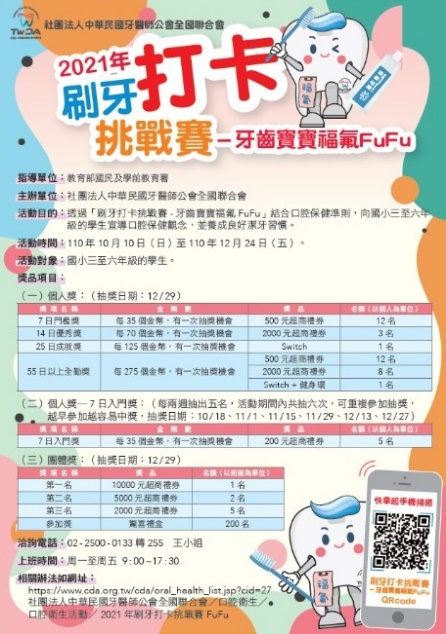 社團法人中華民國牙醫師公會全國聯合會
TWDA
2021年
刷牙打卡
挑戰賽－牙齒寶寶福氟FuFu
福氟
指導單位：教育部國民及學前教育署
主辦單位：社團法人中華民國牙醫師公會全國聯合會
活動目的：透過「刷牙打卡挑戰賽-牙齒寶寶福氟 FuFu」結合口腔保健準則，向國小三至六年
級的學生宣導口腔保健觀念，並養成良好潔牙習慣。
活動時間：110 年 10 月 10 日（日）至 110 年 12 月 24 日（五）。
活動對象：國小三至六年級的學生。
獎品項目：
（一）個人獎：（抽獎日期：12/29）
獎項名稱 金幣數 獎品 名額（以個人為單位）
7 日門檻獎 每 35 個金幣、有一次抽獎機會 500 元超商禮券 12 名
14 日優秀獎 每 70 個金幣、有一次抽獎機會 2000 元超商禮券 3 名
25 日成就獎 每 125 個金幣、有一次抽獎機會 Switch 1 名
55 日以上全勤獎 每 275 個金幣、有一次抽獎機會 500 元超商禮券 12 名
2000 元超商禮券 8 名
Switch + 健身環 1 名
（二）個人獎—7 日入門獎：（每兩週抽出五名，活動期間內共抽六次，可重複參加抽獎，
越早參加越容易中獎，抽獎日期：10/18、11/1、11/15、11/29、12/13、12/27）
獎項名稱 金幣數 獎品 名額（以個人為單位）
7 日入門獎 每 35 個金幣、有一次抽獎機會 200 元超商禮券 5 名
（三）團體獎：（抽獎日期：12/29）
獎項名稱 獎品 名額（以班級為單位）
第一名 10000 元超商禮券 1 名
第二名 5000 元超商禮券 2 名
第三名 2000 元超商禮券 5 名
參加獎 驚喜禮盒 200 名
洽詢電話：02-2500-0133 轉 255 王小姐
上班時間：周一至周五 9:00~17:30
相關辦法如網址：
https://www.cda.org.tw/cda/oral_health_list.jsp?cid=27
社團法人中華民國牙醫師公會全國聯合會／口腔衛生／
口腔衛生活動 ／ 2021 年刷牙打卡挑戰賽 FuFu
福氟
快拿起手機掃描
刷牙打卡挑戰賽
－牙齒寶寶福氟FuFu
QRcode